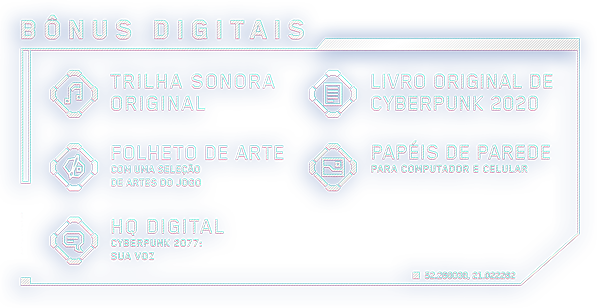 BÔNUS DIGITAIS
TRILHA SONORA
ORIGINAL
LIVRO ORIGINAL DE
CYBERPUNK 2020
FOLHETO DE ARTE
COM UMA SELEÇÃO
DE ARTES DO JOGO
PAPÉIS DE PAREDE
PARA COMPUTADOR E CELULAR
HQ DIGITAL
CYBERPUNK 2077:
SUA VOZ